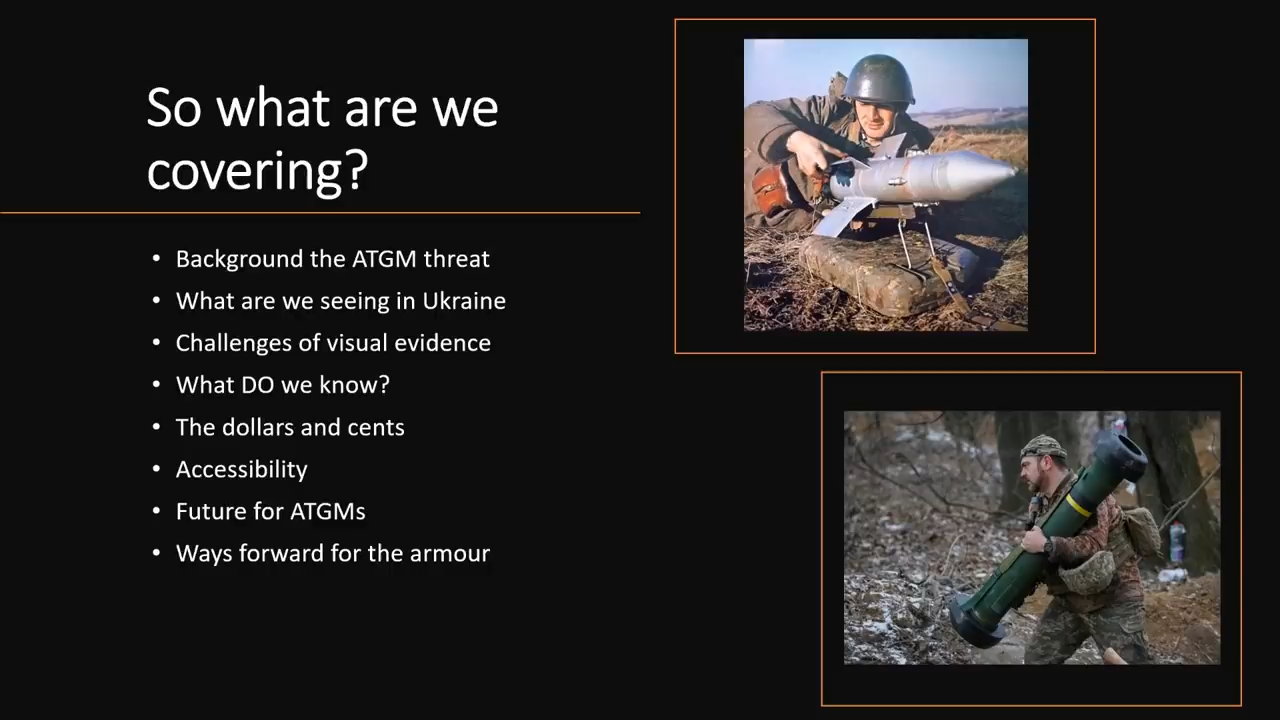 So what are we
covering?
• Background the ATGM threat
• What are we seeing in Ukraine
• Challenges of visual evidence
• What DO we know?
• The dollars and cents
• Accessibility
• Future for ATGMs
• Ways forward for the armour